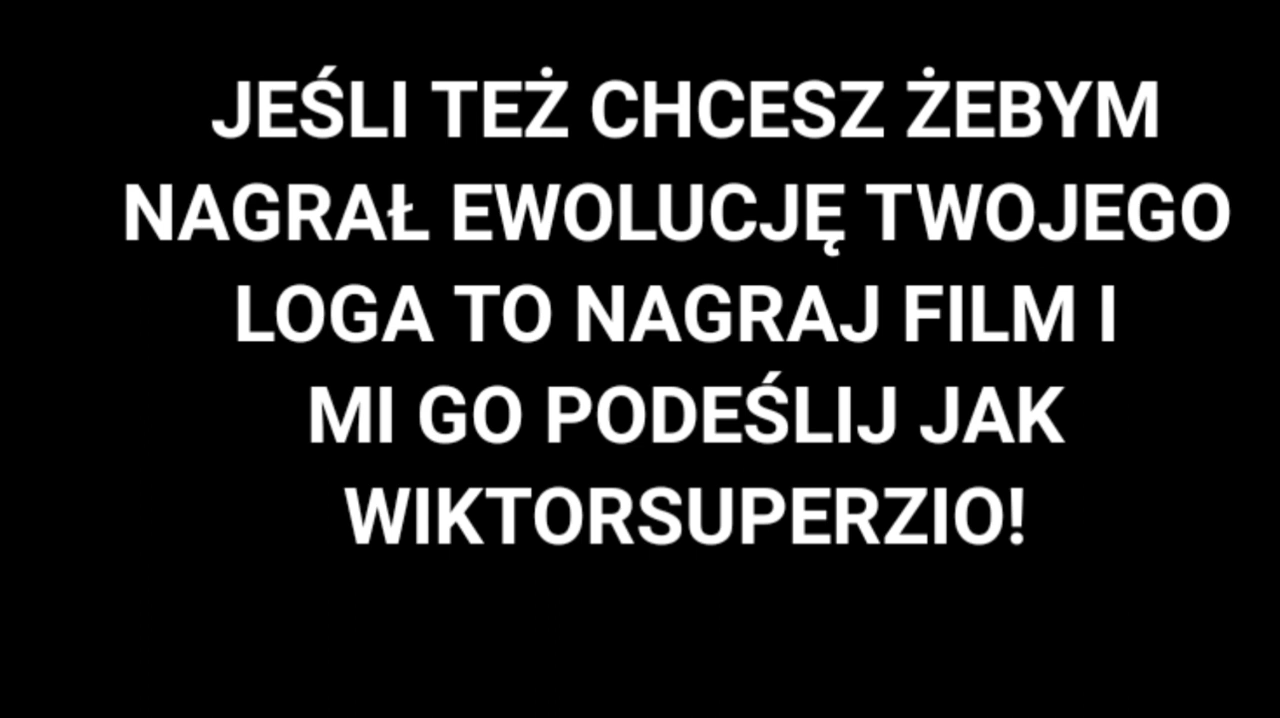 JEŚLI TEŻ CHCESZ ŻEBYM
NAGRAŁ EWOLUCJĘ TWOJEGO
LOGA TO NAGRAJ FILM I
MI GO PODEŚLIJ JAK
WIKTORSUPERZIO!